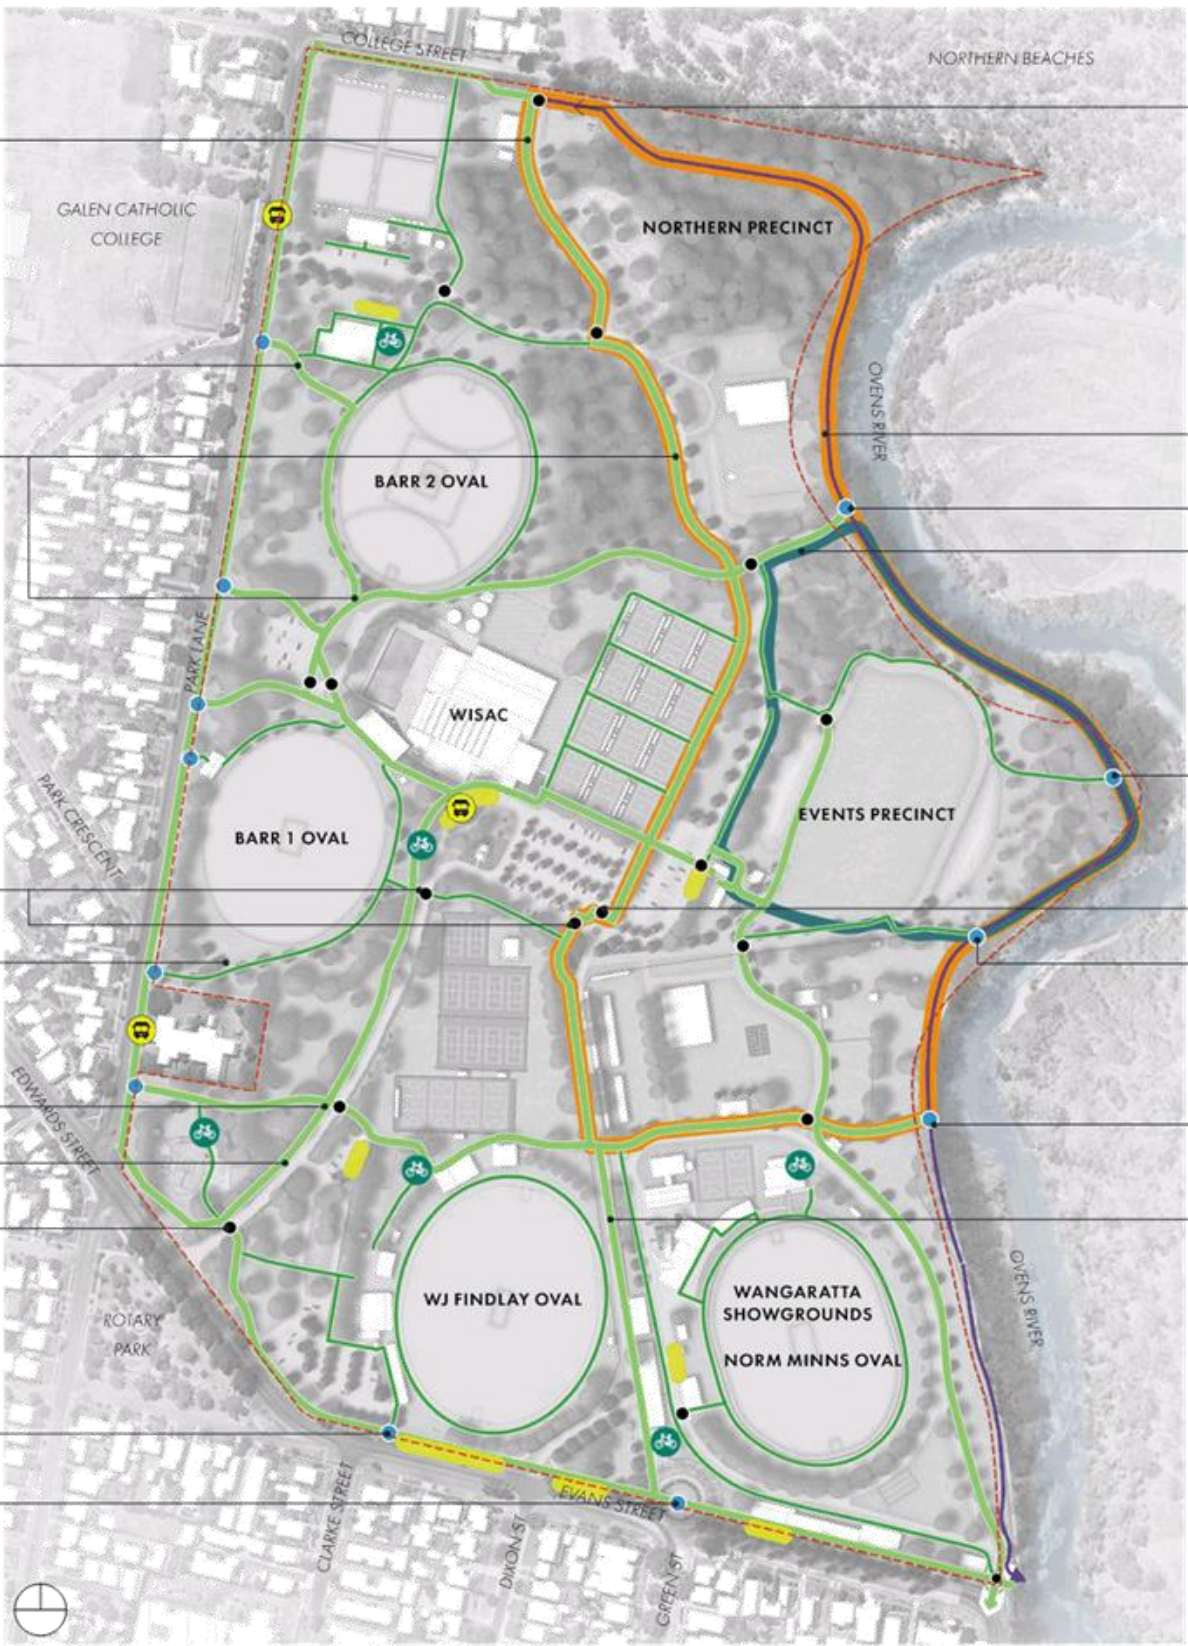 COLLEGE STREET
NORTHERN BEACHES
GALEN CATHOLIC
COLLEGE
NORTHERN PRECINCT
OVENS RIVER
BARR 2 OVAL
PARK LANE
WISAC
PARK CRESCENT
BARR 1 OVAL
EVENTS PRECINCT
EDWARDS STREET
ROTARY
PARK
WJ FINDLAY OVAL
WANGARATTA
SHOWGROUNDS
NORM MINNS OVAL
OVENS RIVER
CLARKE STREET
DIXON ST
EVANS STREET
GREEN ST